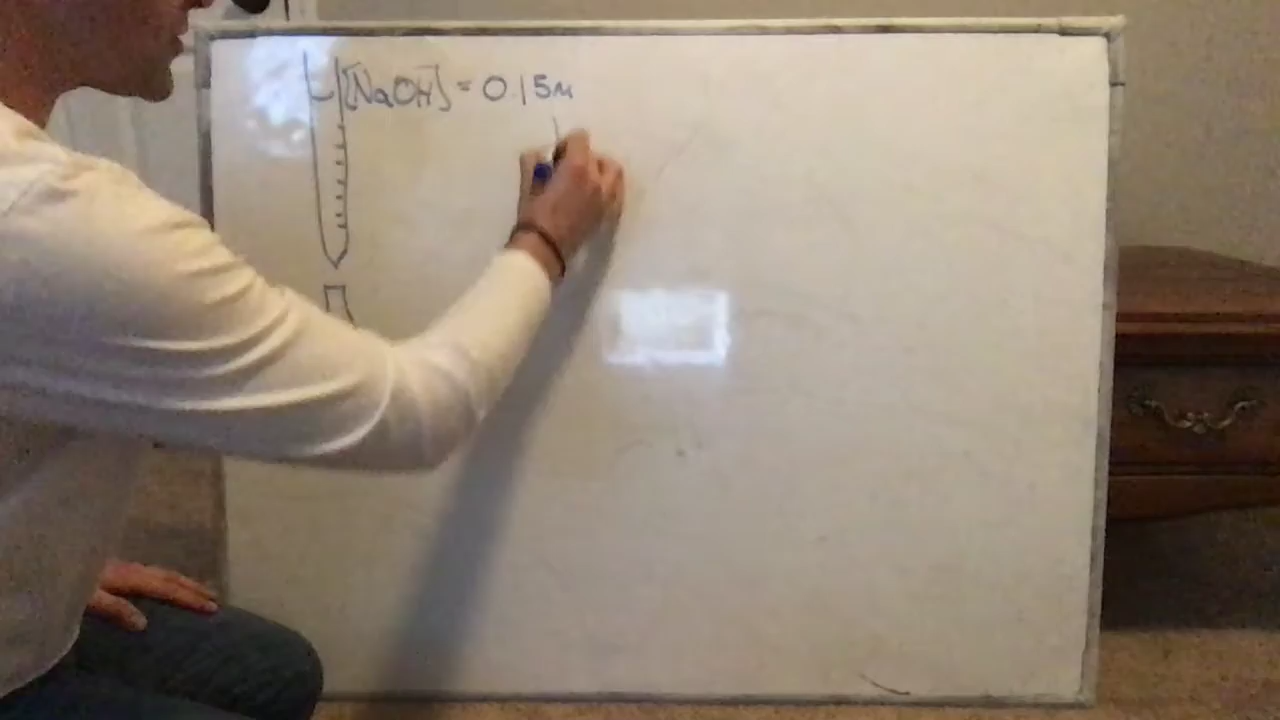 [NaOH] = 0.15M